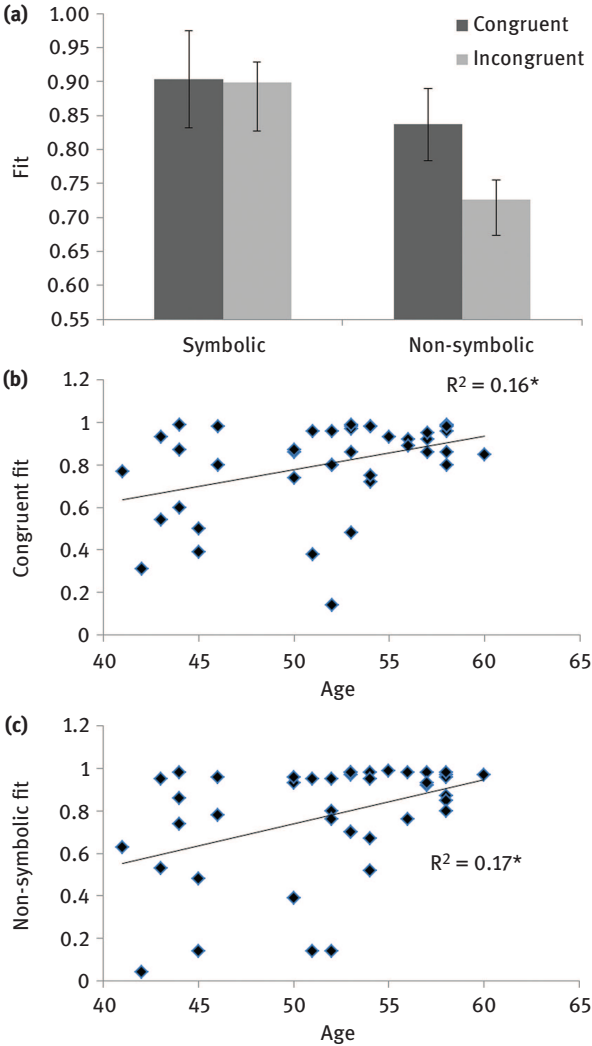 (a)
1.00
0.95
0.90
0.85
0.80
0.75
0.70
0.65
0.60
0.55
Fit
Congruent
Incongruent
Symbolic
Non-symbolic
(b)
1.2
1
0.8
0.6
0.4
0.2
0
Congruent fit
R² = 0.16*
40
45
50
55
60
65
Age
(c)
1.2
1
0.8
0.6
0.4
0.2
0
Non-symbolic fit
R² = 0.17*
40
45
50
55
60
65
Age